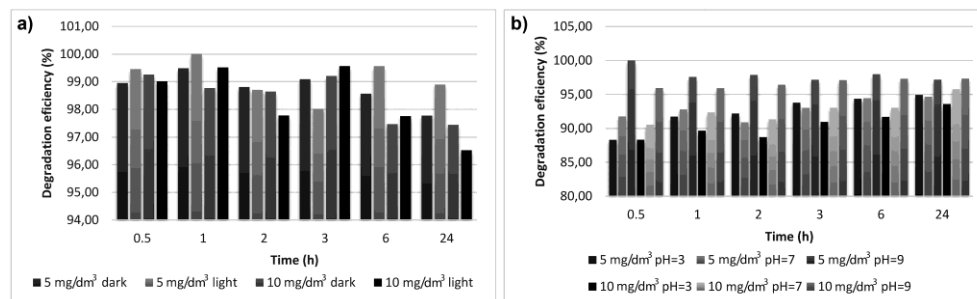 a)
Degradation eficiency (%)
101,00
100,00
99,00
98,00
97,00
96,00
95,00
94,00
0.5 1 2 3 6 24
Time (h)
5 mg/dm³ dark 5 mg/dm³ light 10 mg/dm³ dark 10 mg/dm³ light
b)
Degradation eficiency (%)
100,00
95,00
90,00
85,00
80,00
0.5 1 2 3 6 24
Time (h)
5 mg/dm³ pH=3 5 mg/dm³ pH=7 5 mg/dm³ pH=9
10 mg/dm³ pH=3 10 mg/dm³ pH=7 10 mg/dm³ pH=9